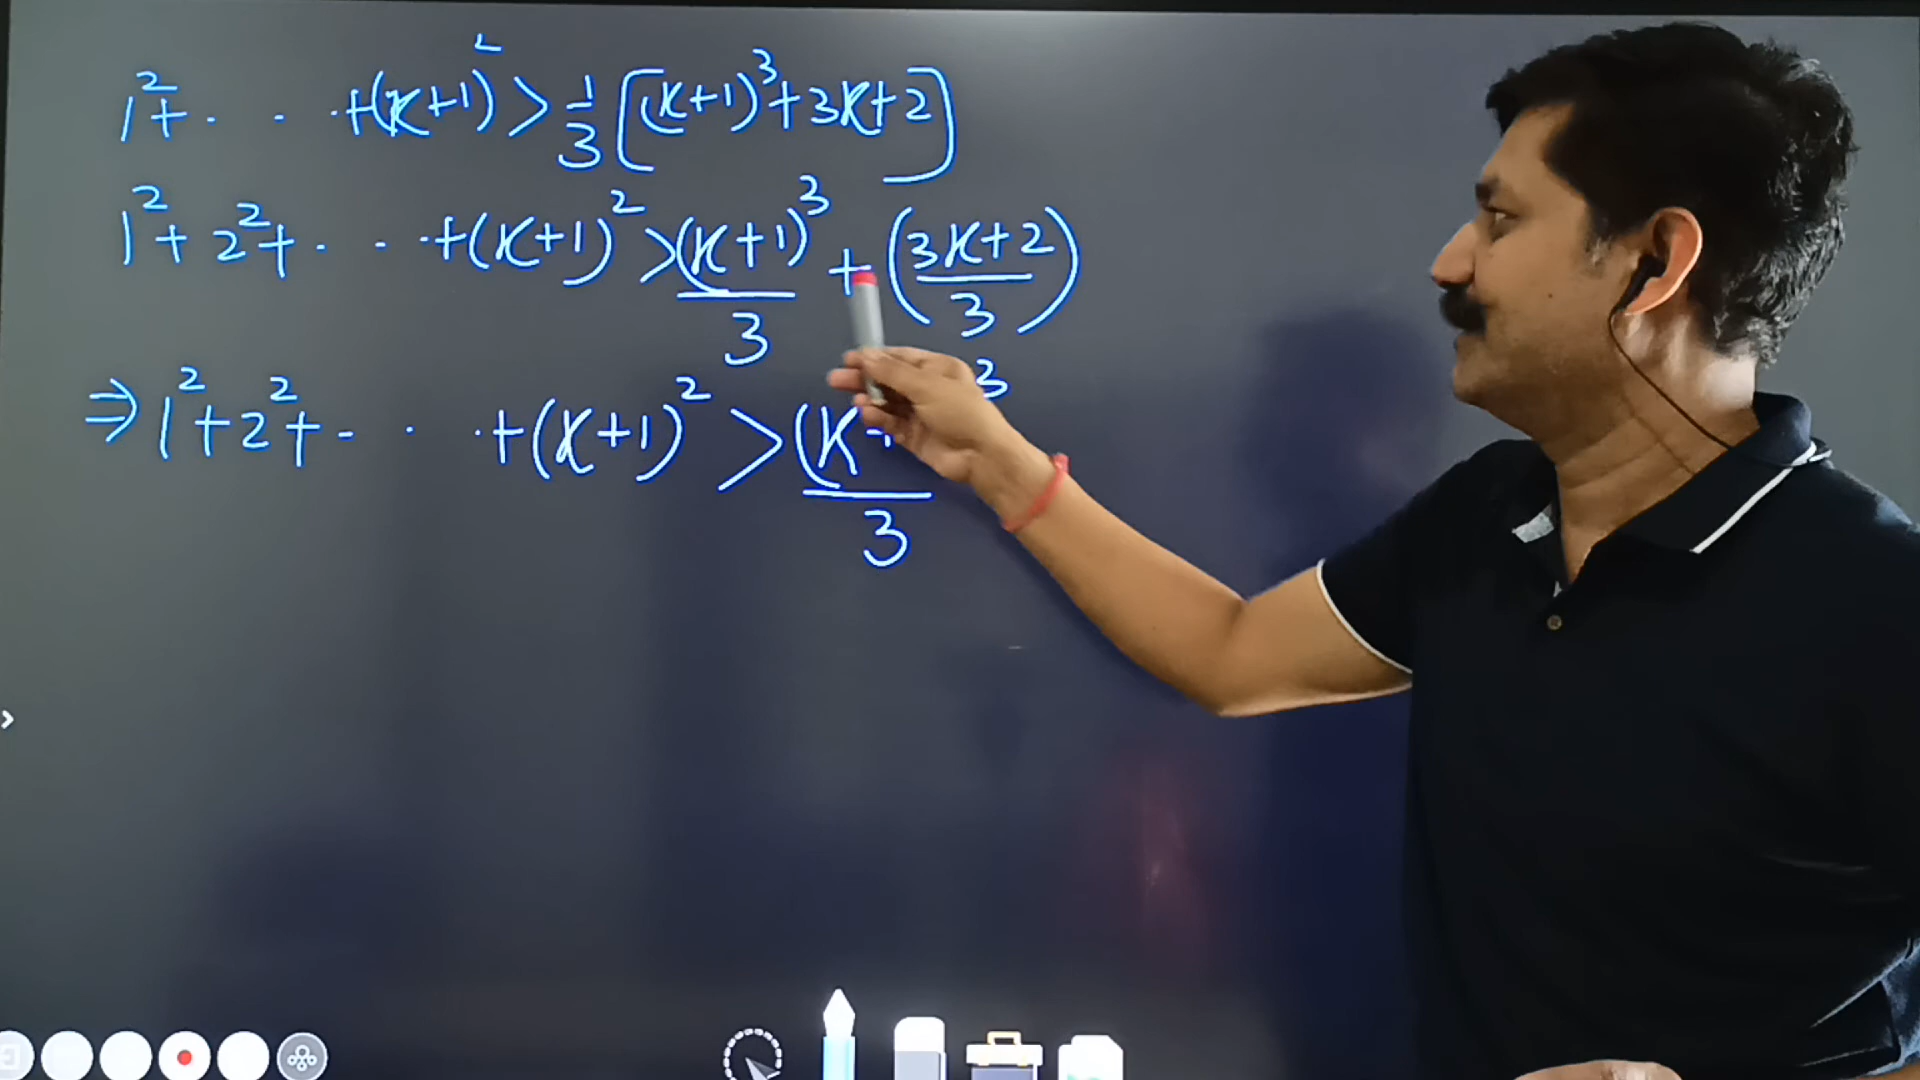 1² + . . . +(K+1)² > 1/3 [(K+1)³ + 3K + 2]
1² + 2² + . . . +(K+1)² > (K+1)³/3 + (3K+2/3)
⇒ 1² + 2² + - . . +(K+1)² > (K+ ³/3